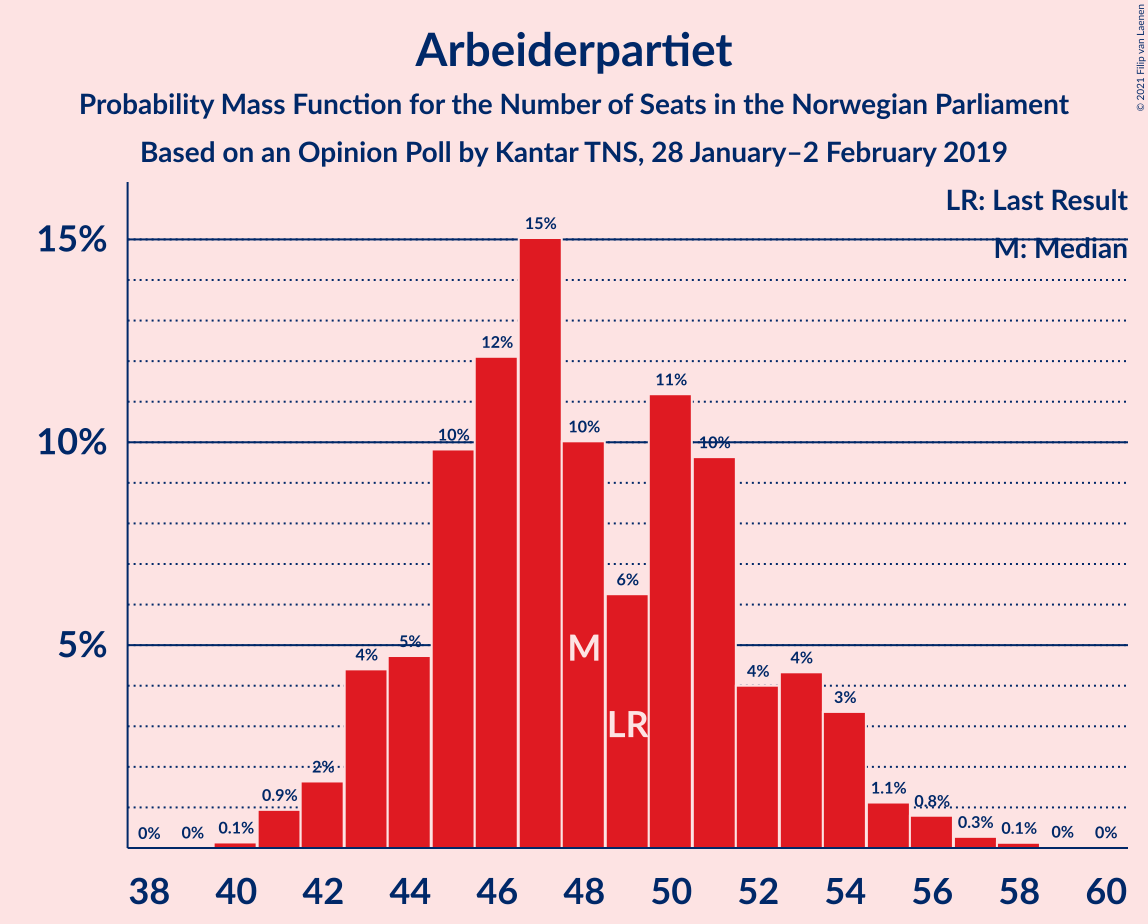 Arbeiderpartiet
Probability Mass Function for the Number of Seats in the Norwegian Parliament
Based on an Opinion Poll by Kantar TNS, 28 January–2 February 2019
© 2021 Filip van Laenen
LR: Last Result
M: Median
15%
10%
5%
0%
0%
0.1%
0.9%
2%
4%
5%
10%
12%
15%
10%
6%
11%
10%
4%
4%
3%
1.1%
0.8%
0.3%
0.1%
0%
0%
M
LR
38 40 42 44 46 48 50 52 54 56 58 60